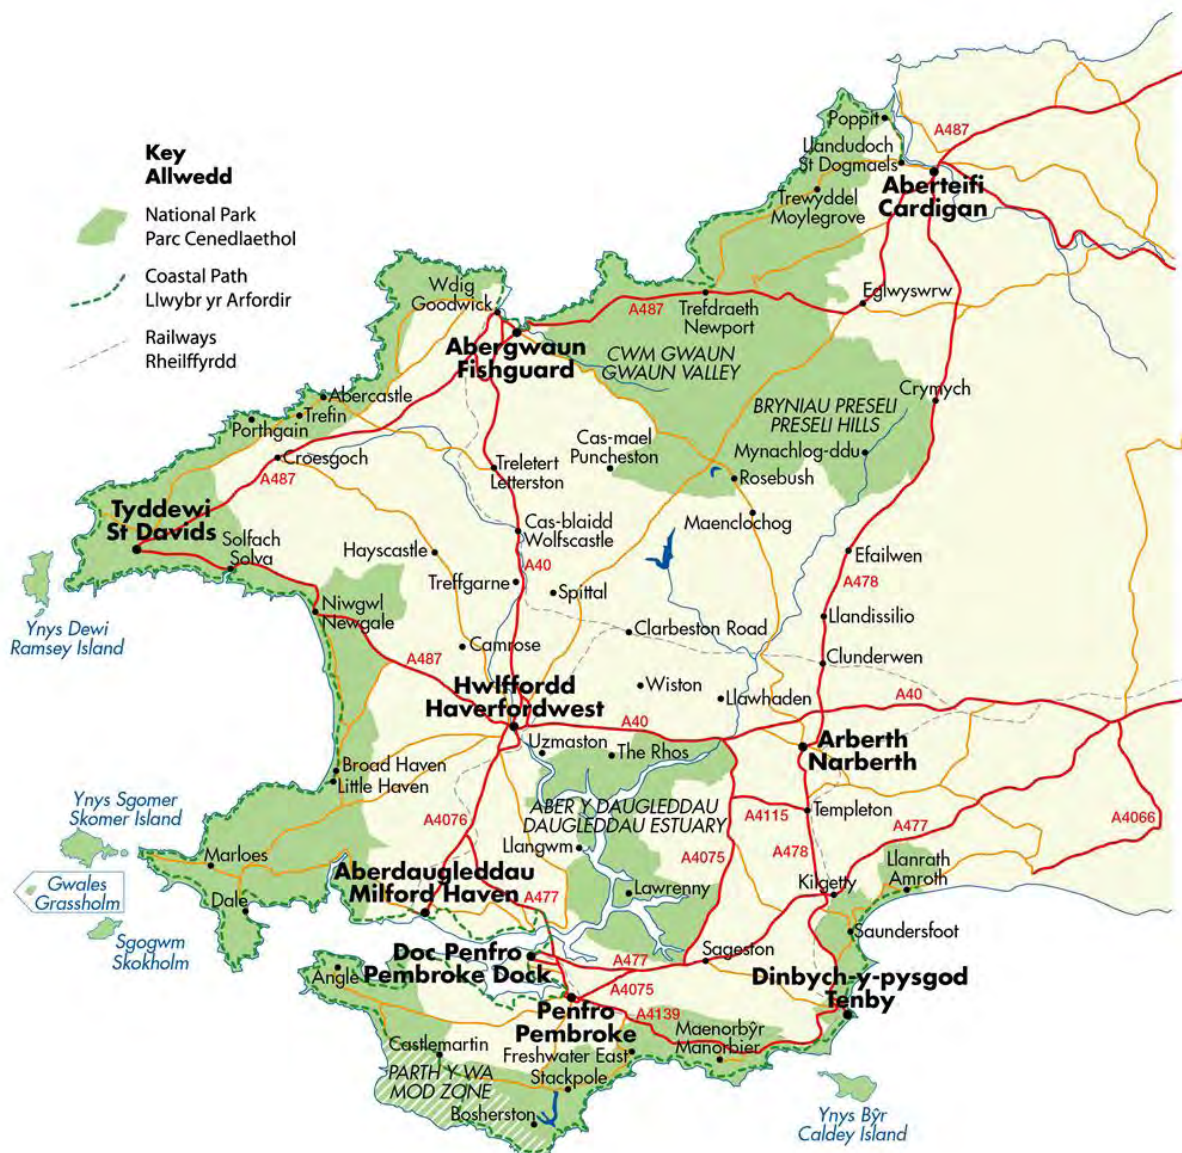 Key
Allwedd
National Park
Parc Cenedlaethol
Coastal Path
Llwybr yr Arfordir
Railways
Rheilffyrdd
Poppit
A487
Llandudoch
St Dogmaels
Aberteifi
Cardigan
Trewyddel
Moylegrove
Wdig
Goodwick
Eglwyswrw
A487
Trefdraeth
Newport
Abergwaun
Fishguard
CWM GWAUN
GWAUN VALLEY
Crymych
Abercastle
Trefin
Porthgain
BRYNIAU PRESELI
PRESELI HILLS
Cas-mael
Puncheston
Mynachlog-ddu
Croesgoch
A487
Treletert
Letterston
Rosebush
Tyddewi
St Davids
Cas-blaidd
Wolfscastle
Maenclochog
Solfach
Solva
Hayscastle
A40
Efailwen
Treffgarne
A478
Spittal
Niwgwl
Newgale
Llandissilio
Ynys Dewi
Ramsey Island
Clarbeston Road
Camrose
A487
Clunderwen
Hwlffordd
Haverfordwest
Wiston
Llawhaden
A40
A40
Uzmaston
The Rhos
Arberth
Narberth
Broad Haven
Little Haven
Ynys Sgomer
Skomer Island
ABER Y DAUGLEDDAU
DAUGLEDDAU ESTUARY
A4076
A4115
Templeton
A477
A4066
Llangwm
A4075
A478
Marloes
Llanrath
Amroth
Aberdaugleddau
Milford Haven
Gwales
Grassholm
A477
Lawrenny
Kilgetty
Dale
Sgogwm
Skokholm
Saundersfoot
Doc Penfro
Pembroke Dock
Sageston
A477
Angle
A4075
Dinbych-y-pysgod
Tenby
Penfro
Pembroke
A4139
Maenorbŷr
Manorbier
Castlemartin
Freshwater East
PARTH Y WA
MOD ZONE
Stackpole
Bosherston
Ynys Bŷr
Caldey Island